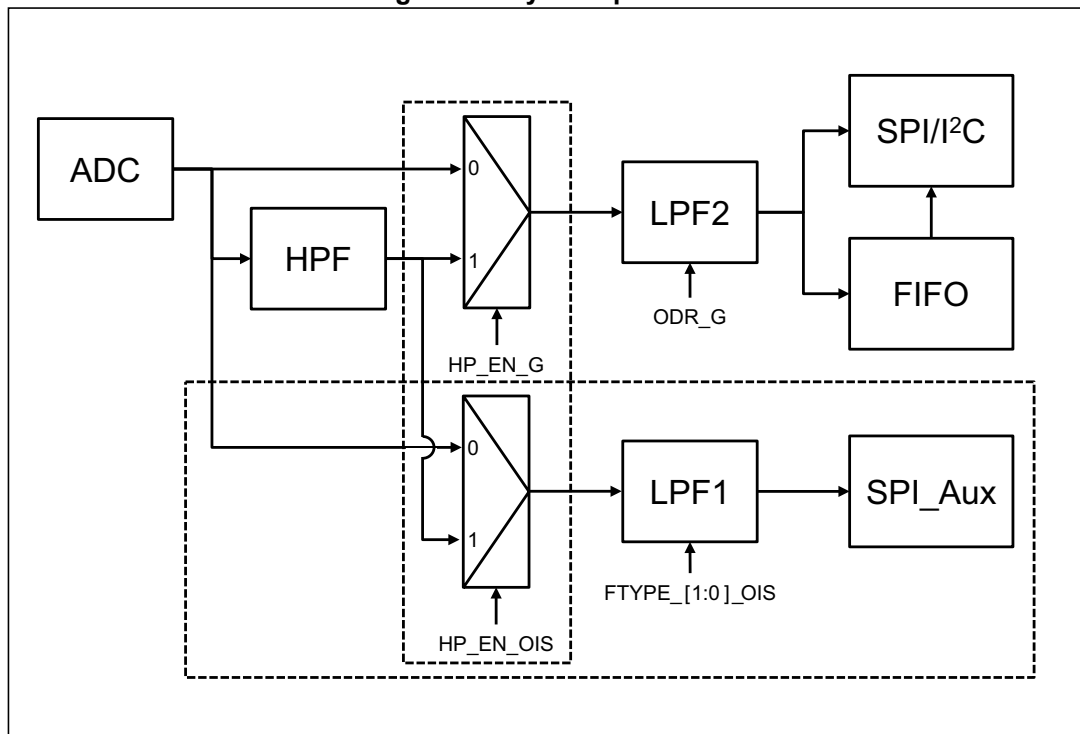 ADC
HPF
0
1
HP_EN_G
LPF2
ODR_G
SPI/I²C
FIFO
0
1
HP_EN_OIS
LPF1
FTYPE_[1:0]_OIS
SPI_Aux